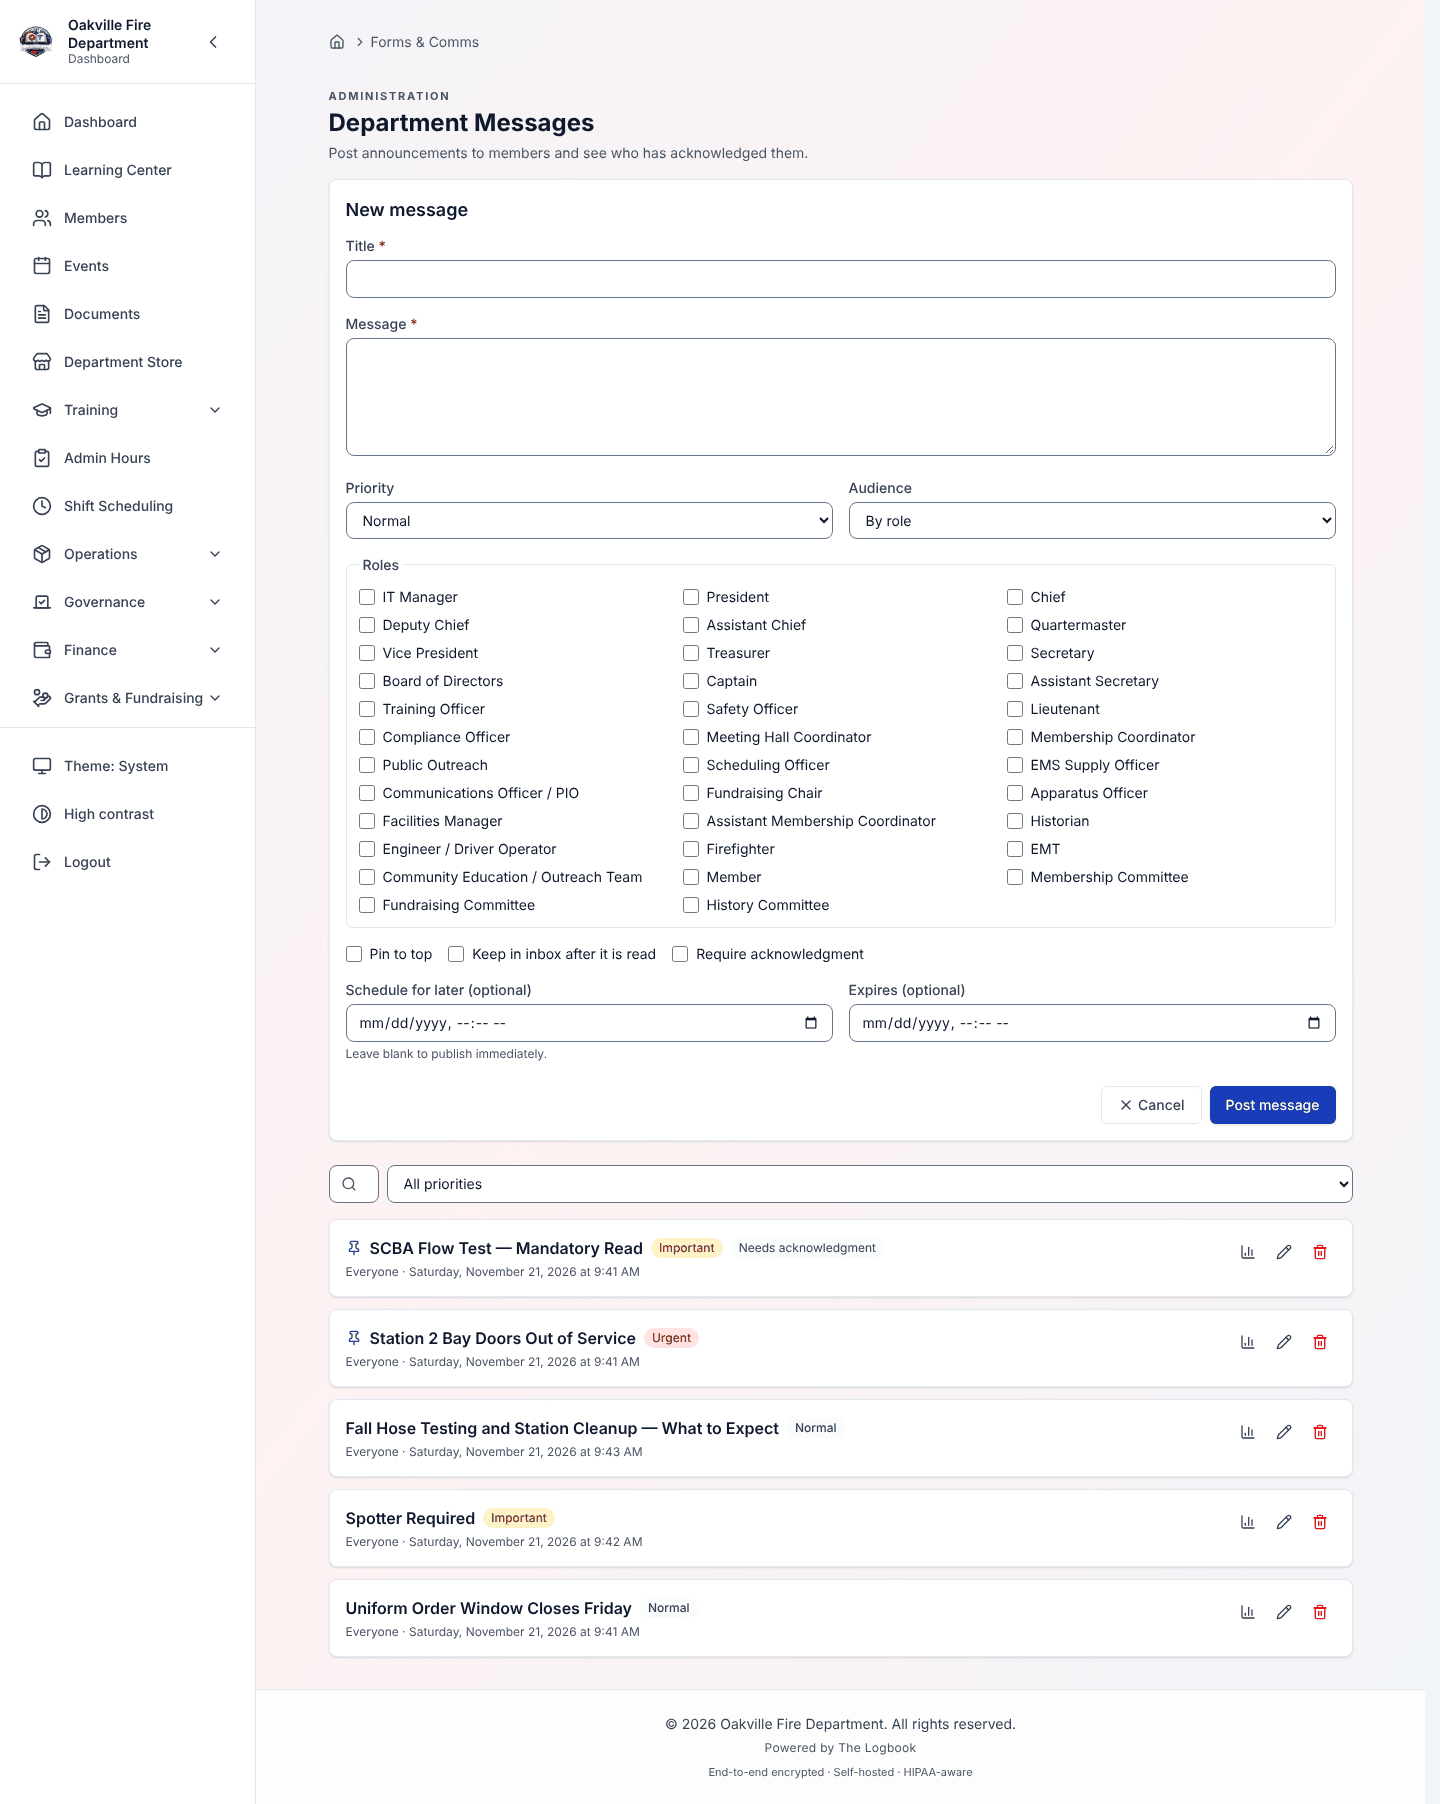 Oakville Fire
Department
Dashboard
Dashboard
Learning Center
Members
Events
Documents
Department Store
Training
Admin Hours
Shift Scheduling
Operations
Governance
Finance
Grants & Fundraising
Theme: System
High contrast
Logout
Forms & Comms
ADMINISTRATION
Department Messages
Post announcements to members and see who has acknowledged them.
New message
Title *
Message *
Priority Audience
Normal By role
Roles
IT Manager President Chief
Deputy Chief Assistant Chief Quartermaster
Vice President Treasurer Secretary
Board of Directors Captain Assistant Secretary
Training Officer Safety Officer Lieutenant
Compliance Officer Meeting Hall Coordinator Membership Coordinator
Public Outreach Scheduling Officer EMS Supply Officer
Communications Officer / PIO Fundraising Chair Apparatus Officer
Facilities Manager Assistant Membership Coordinator Historian
Engineer / Driver Operator Firefighter EMT
Community Education / Outreach Team Member Membership Committee
Fundraising Committee History Committee
Pin to top Keep in inbox after it is read Require acknowledgment
Schedule for later (optional) Expires (optional)
mm/dd/yyyy, --:-- -- mm/dd/yyyy, --:-- --
Leave blank to publish immediately.
Cancel Post message
All priorities
SCBA Flow Test — Mandatory Read Important Needs acknowledgment
Everyone · Saturday, November 21, 2026 at 9:41 AM
Station 2 Bay Doors Out of Service Urgent
Everyone · Saturday, November 21, 2026 at 9:41 AM
Fall Hose Testing and Station Cleanup — What to Expect Normal
Everyone · Saturday, November 21, 2026 at 9:43 AM
Spotter Required Important
Everyone · Saturday, November 21, 2026 at 9:42 AM
Uniform Order Window Closes Friday Normal
Everyone · Saturday, November 21, 2026 at 9:41 AM
© 2026 Oakville Fire Department. All rights reserved.
Powered by The Logbook
End-to-end encrypted · Self-hosted · HIPAA-aware